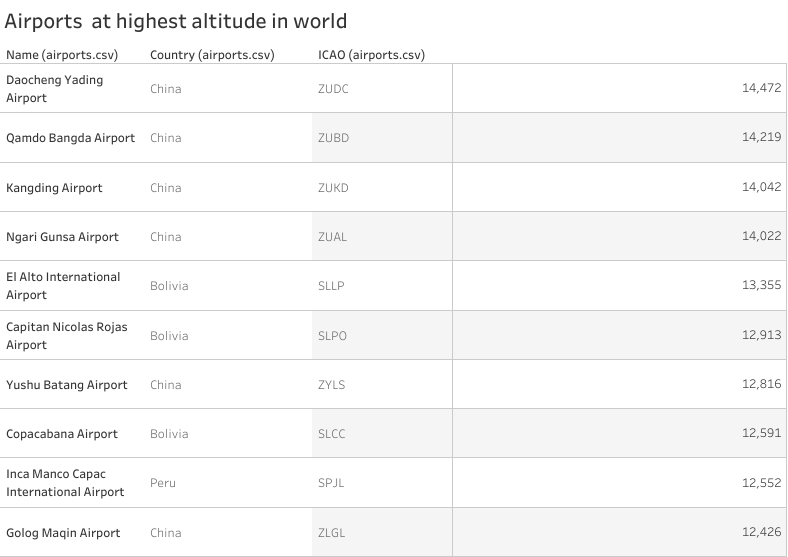 Airports  at highest altitude in world
Name (airports.csv) Country (airports.csv) ICAO (airports.csv)
Daocheng Yading
Airport China ZUDC 14,472
Qamdo Bangda Airport China ZUBD 14,219
Kangding Airport China ZUKD 14,042
Ngari Gunsa Airport China ZUAL 14,022
El Alto International
Airport Bolivia SLLP 13,355
Capitan Nicolas Rojas
Airport Bolivia SLPO 12,913
Yushu Batang Airport China ZYLS 12,816
Copacabana Airport Bolivia SLCC 12,591
Inca Manco Capac
International Airport Peru SPJL 12,552
Golog Maqin Airport China ZLGL 12,426